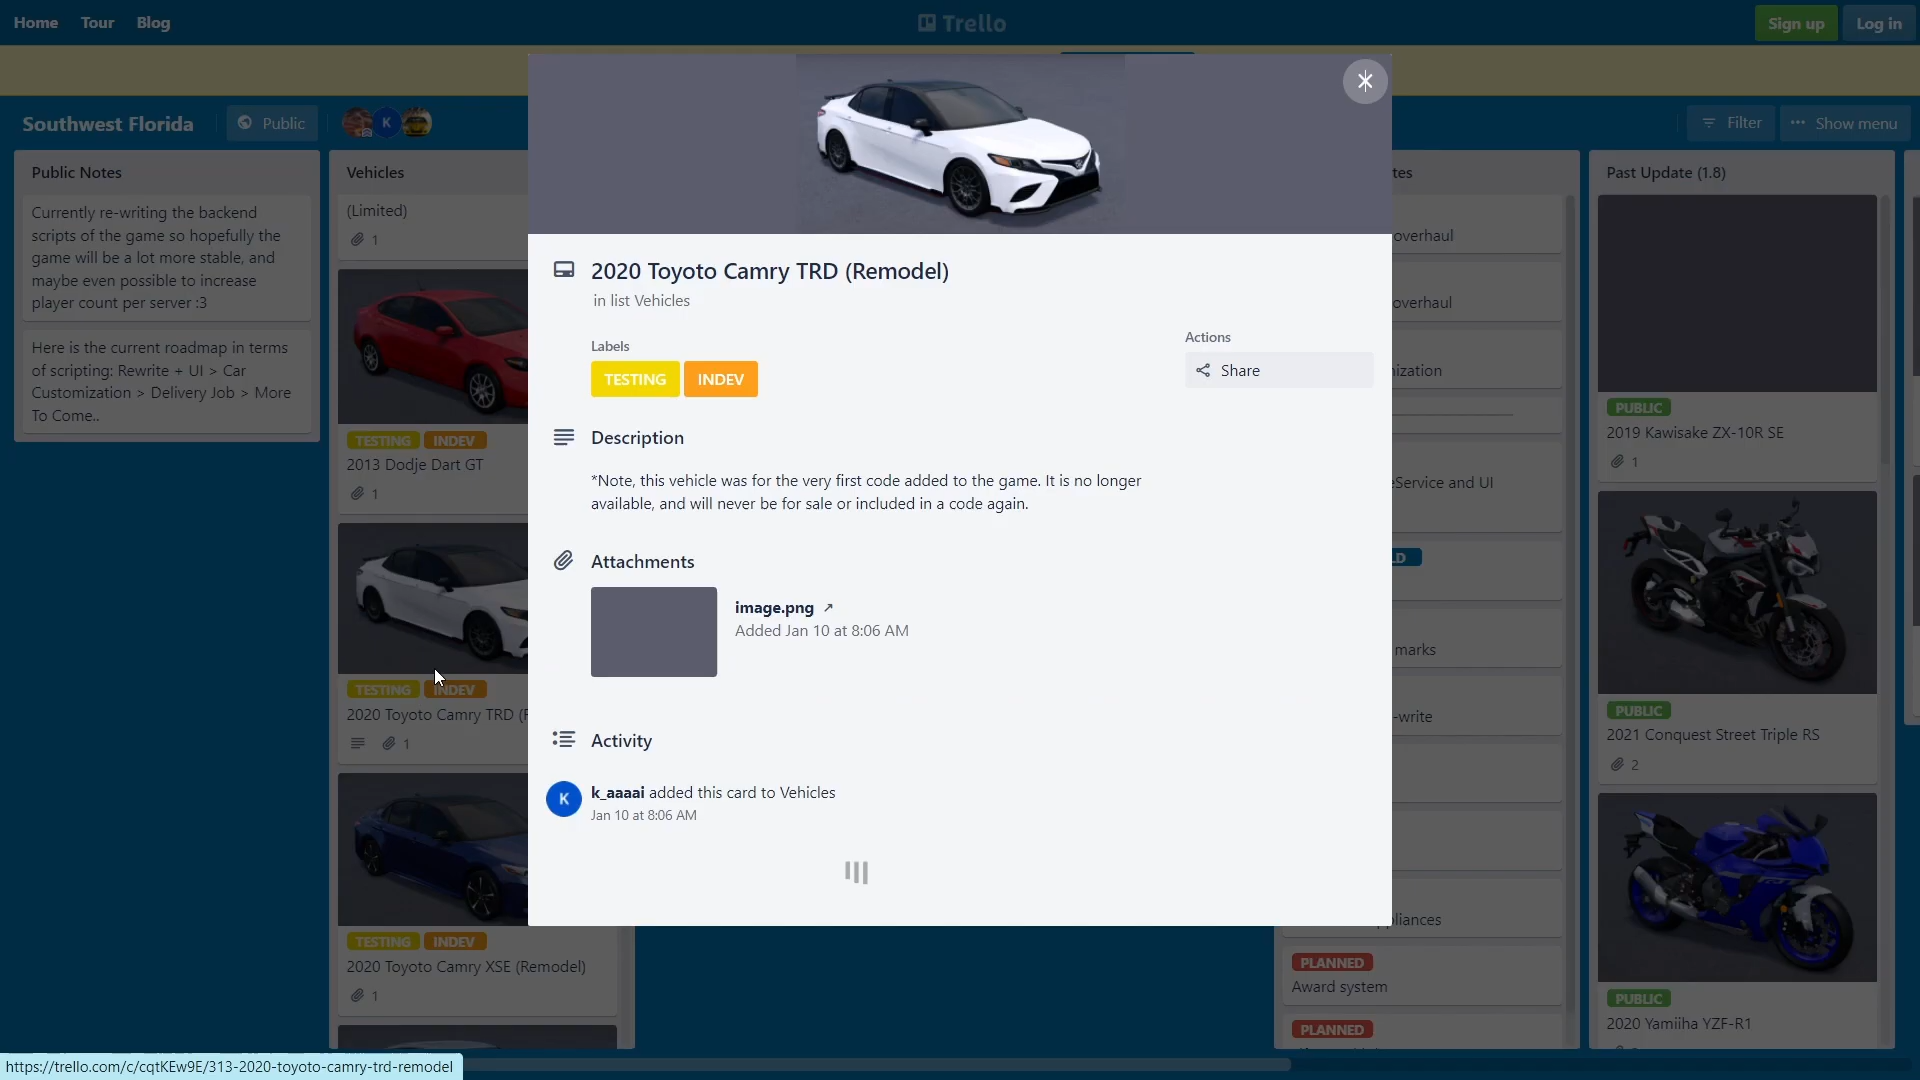 Home
Tour
Blog
Trello
Sign up
Log in
Southwest Florida
Public
K
Filter
Show menu
Public Notes
Currently re-writing the backend
scripts of the game so hopefully the
game will be a lot more stable, and
maybe even possible to increase
player count per server :3
Here is the current roadmap in terms
of scripting: Rewrite + UI > Car
Customization > Delivery Job > More
To Come..
Vehicles
(Limited)
1
TESTING INDEV
2013 Dodje Dart GT
1
TESTING INDEV
2020 Toyoto Camry TRD
1
TESTING INDEV
2020 Toyoto Camry XSE (Remodel)
1
2020 Toyoto Camry TRD (Remodel)
in list Vehicles
Labels
TESTING INDEV
Actions
Share
Description
*Note, this vehicle was for the very first code added to the game. It is no longer
available, and will never be for sale or included in a code again.
Attachments
image.png ↗
Added Jan 10 at 8:06 AM
Activity
K
k_aaaai added this card to Vehicles
Jan 10 at 8:06 AM
overhaul
overhaul
eService and UI
marks
-write
PLANNED
Award system
PLANNED
Past Update (1.8)
PUBLIC
2019 Kawisake ZX-10R SE
1
PUBLIC
2021 Conquest Street Triple RS
2
PUBLIC
2020 Yamiiha YZF-R1
https://trello.com/c/cqtKEw9E/313-2020-toyoto-camry-trd-remodel